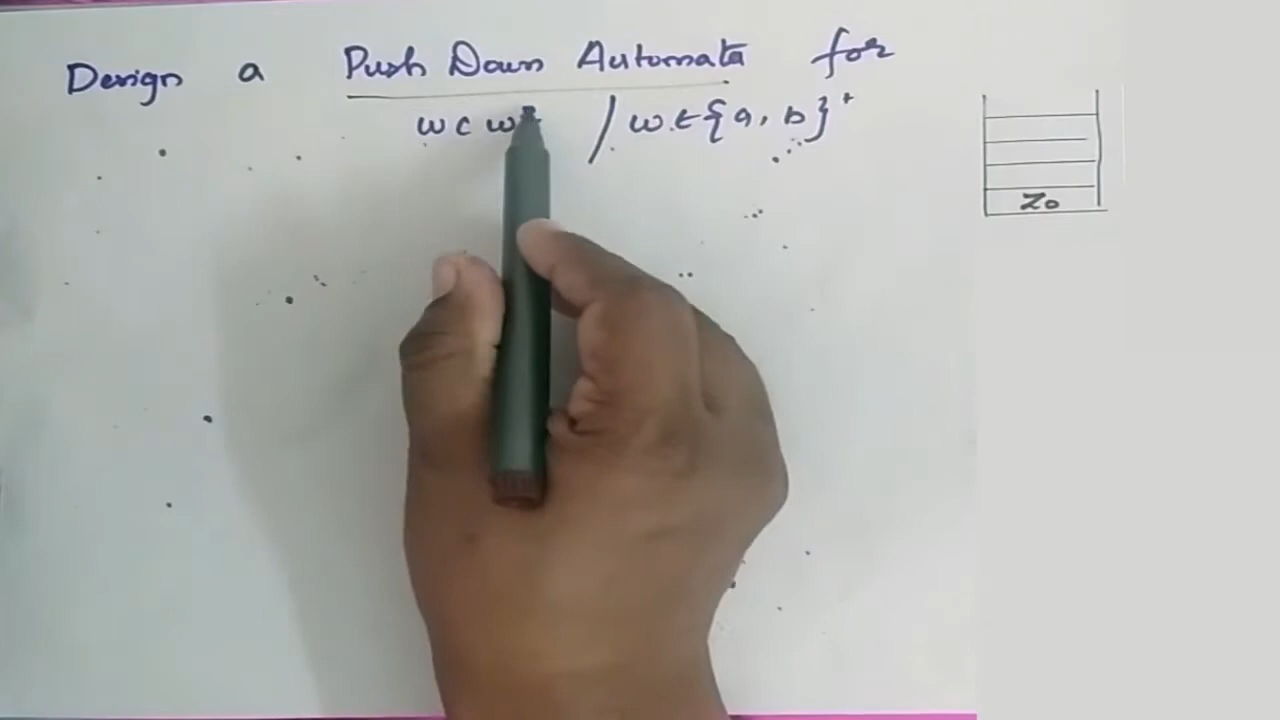 Design a Push Down Automata for
w c w / w ϵ {a, b}⁺
Z₀